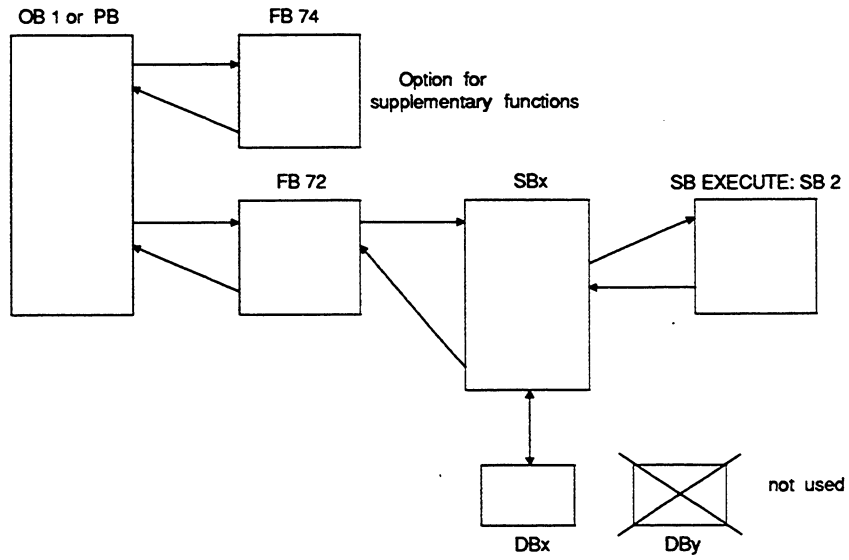 OB 1 or PB
FB 74
Option for
supplementary functions
FB 72
SBx
SB EXECUTE: SB 2
not used
DBx
DBy